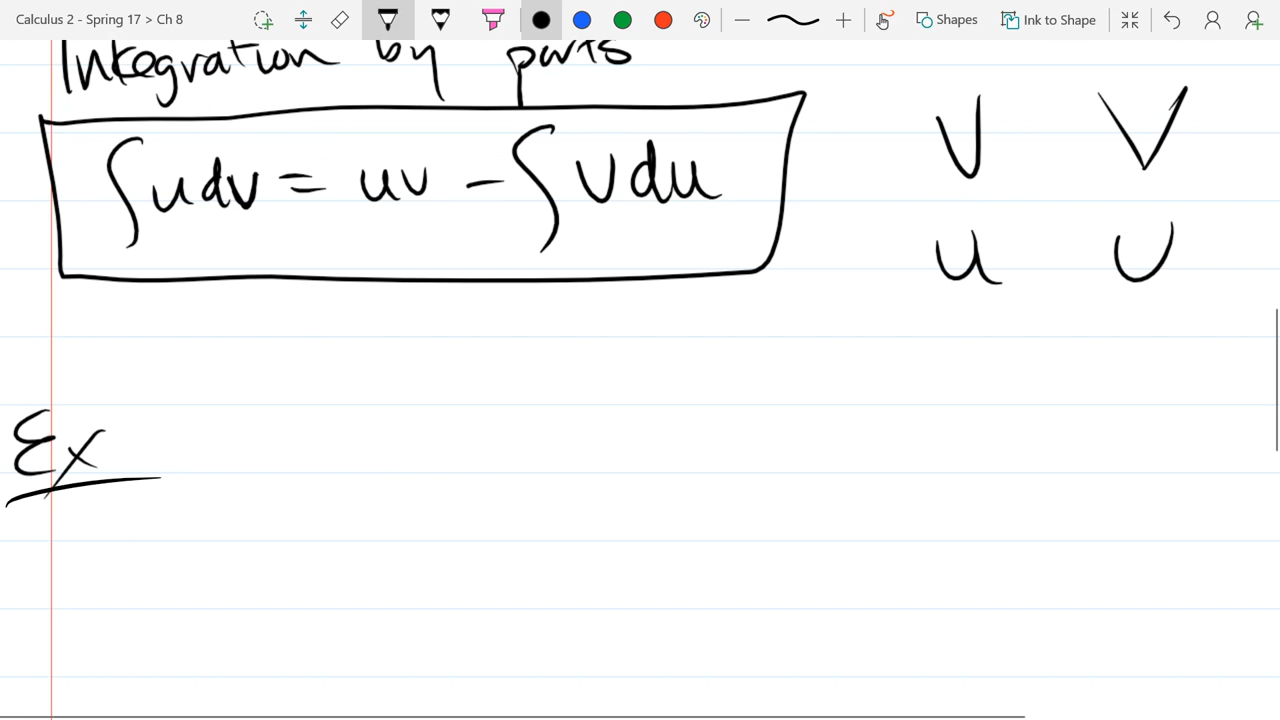 Calculus 2 - Spring 17 > Ch 8
Shapes
Ink to Shape
Integration by parts
∫udv = uv - ∫vdu
v V
u U
Ex